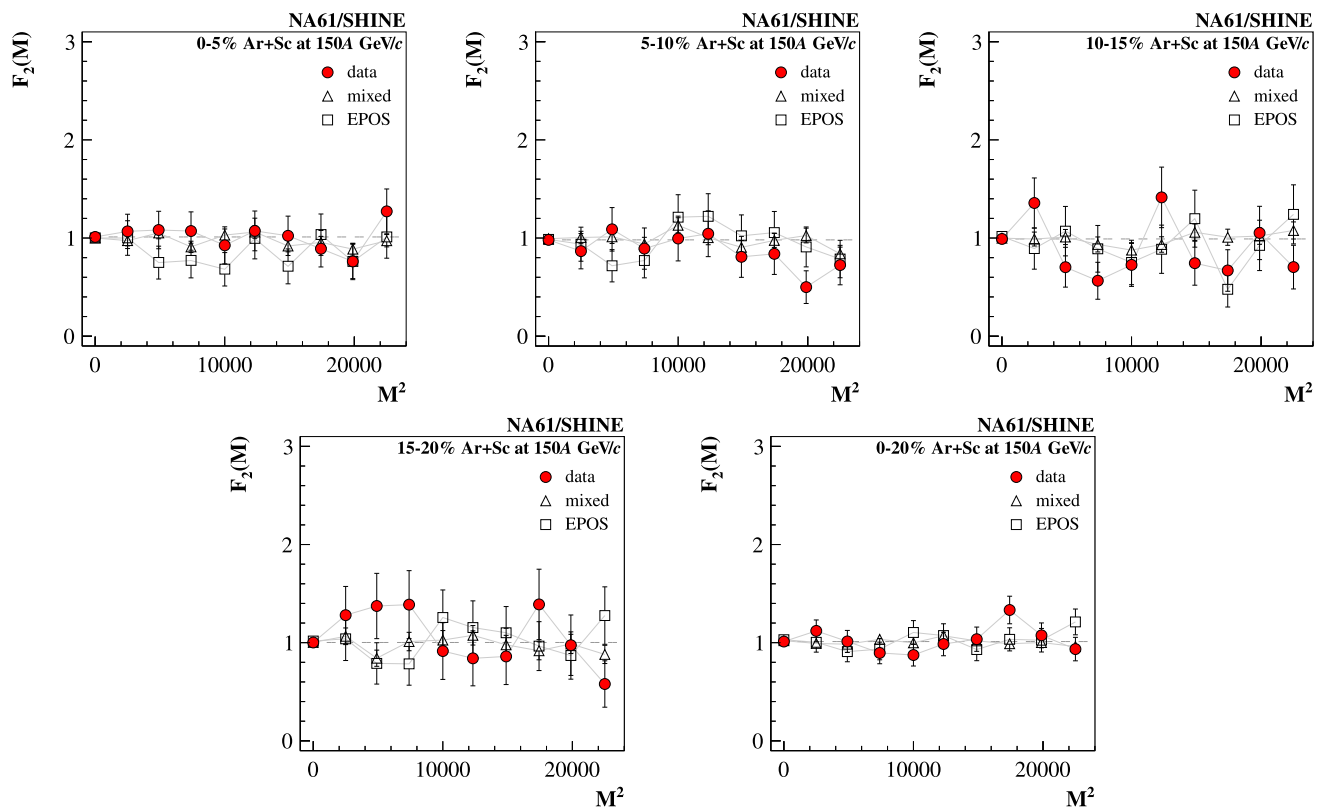 NA61/SHINE
0-5% Ar+Sc at 150A GeV/c
F2(M)
data
mixed
EPOS
3
2
1
0
0 10000 20000
M²
NA61/SHINE
5-10% Ar+Sc at 150A GeV/c
F2(M)
data
mixed
EPOS
3
2
1
0
0 10000 20000
M²
NA61/SHINE
10-15% Ar+Sc at 150A GeV/c
F2(M)
data
mixed
EPOS
3
2
1
0
0 10000 20000
M²
NA61/SHINE
15-20% Ar+Sc at 150A GeV/c
F2(M)
data
mixed
EPOS
3
2
1
0
0 10000 20000
M²
NA61/SHINE
0-20% Ar+Sc at 150A GeV/c
F2(M)
data
mixed
EPOS
3
2
1
0
0 10000 20000
M²